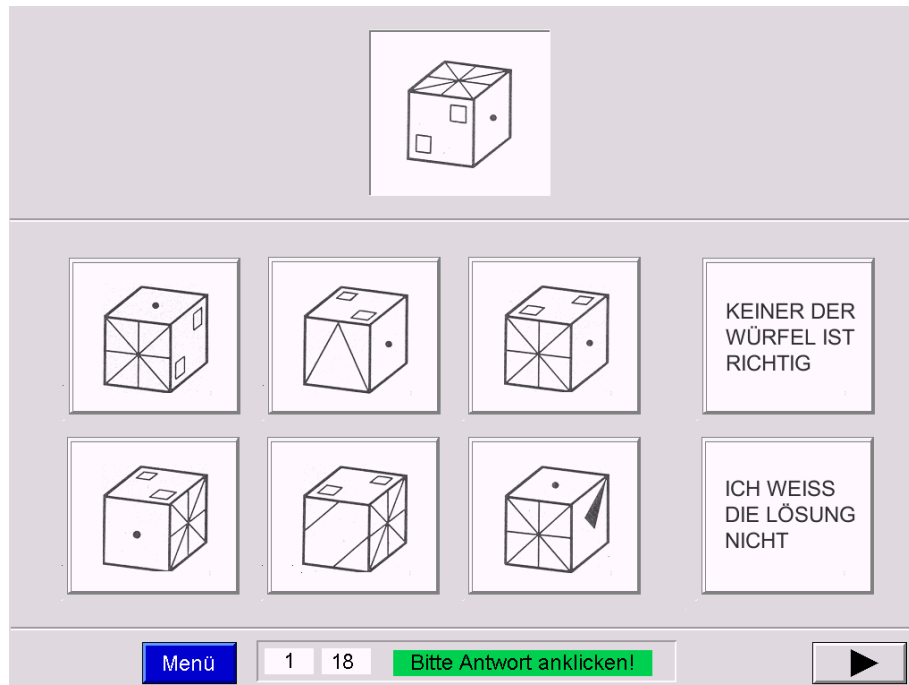 KEINER DER
WÜRFEL IST
RICHTIG
ICH WEISS
DIE LÖSUNG
NICHT
Menü
1 18
Bitte Antwort anklicken!